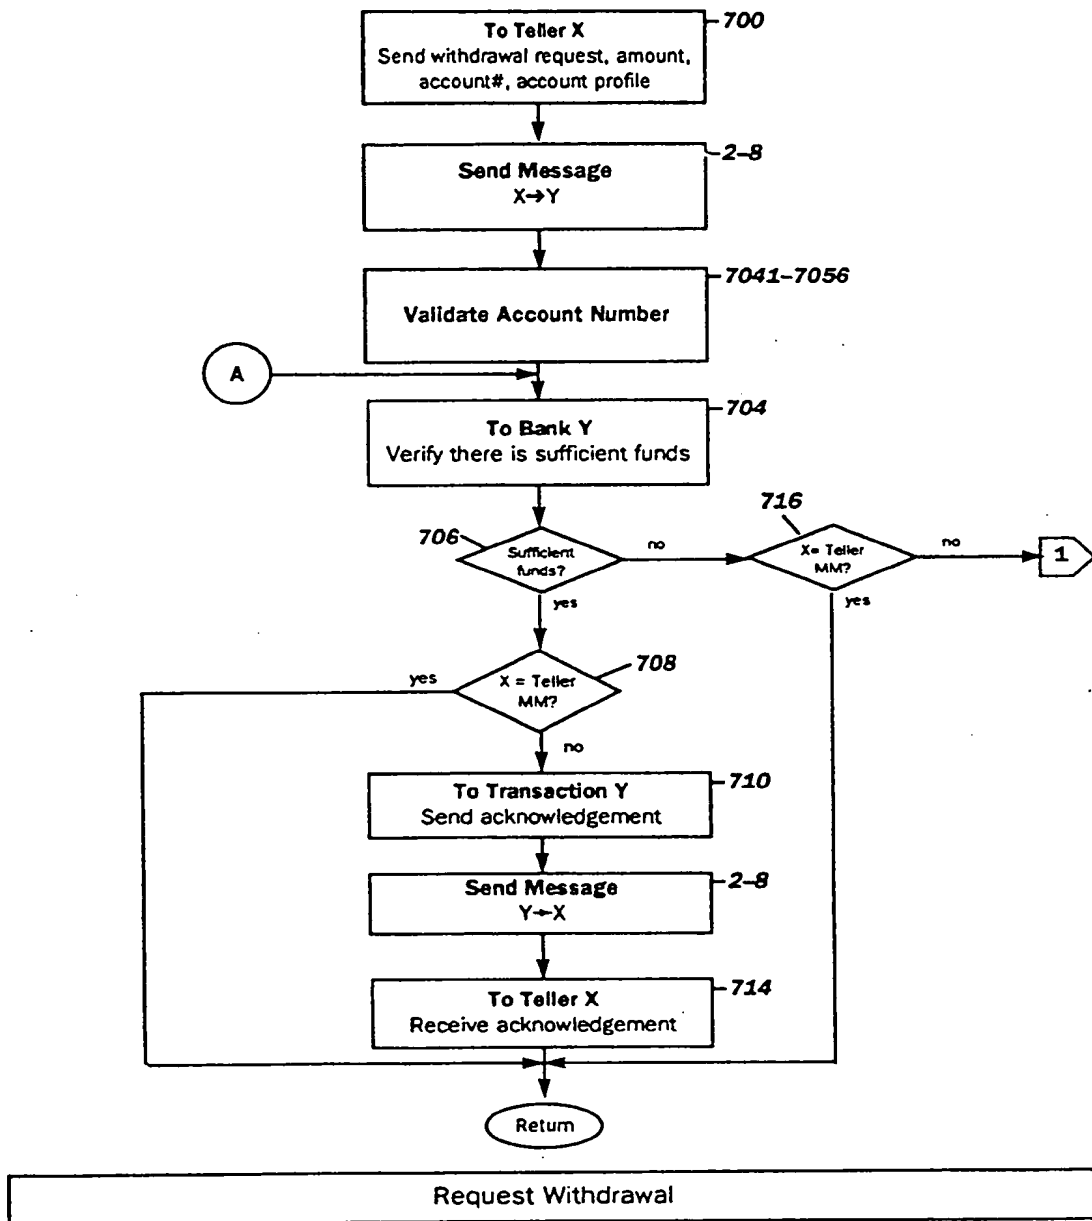 To Teller X
Send withdrawal request, amount,
account#, account profile
700
Send Message
X→Y
2-8
Validate Account Number
7041-7056
A
To Bank Y
Verify there is sufficient funds
704
706
Sufficient
funds?
no
716
X= Teller
MM?
no
1
yes
yes
yes
X = Teller
MM?
708
no
To Transaction Y
Send acknowledgement
710
Send Message
Y→X
2-8
To Teller X
Receive acknowledgement
714
Return
Request Withdrawal